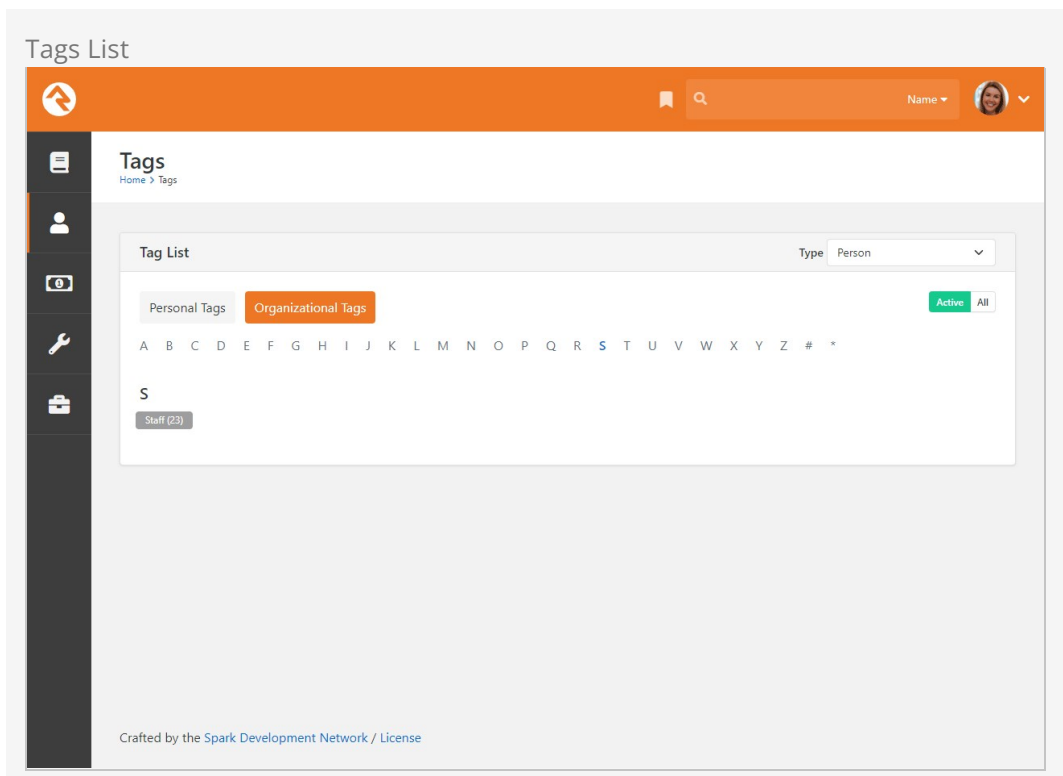 Tags List
Name
Tags
Home > Tags
Tag List
Type Person
Personal Tags Organizational Tags Active All
A B C D E F G H I J K L M N O P Q R S T U V W X Y Z # *
S
Staff (23)
Crafted by the Spark Development Network / License